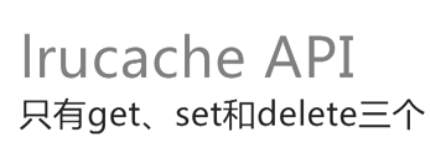 lrucache API
只有get、set和delete三个